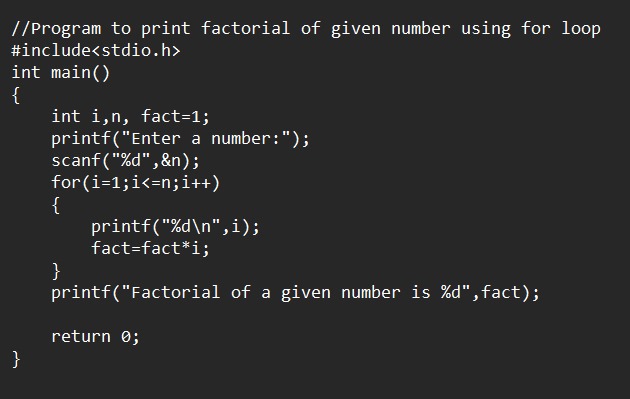 //Program to print factorial of given number using for loop
#include<stdio.h>
int main()
{
    int i,n, fact=1;
    printf("Enter a number:");
    scanf("%d",&n);
    for(i=1;i<=n;i++)
    {
        printf("%d\n",i);
        fact=fact*i;
    }
    printf("Factorial of a given number is %d",fact);

    return 0;
}